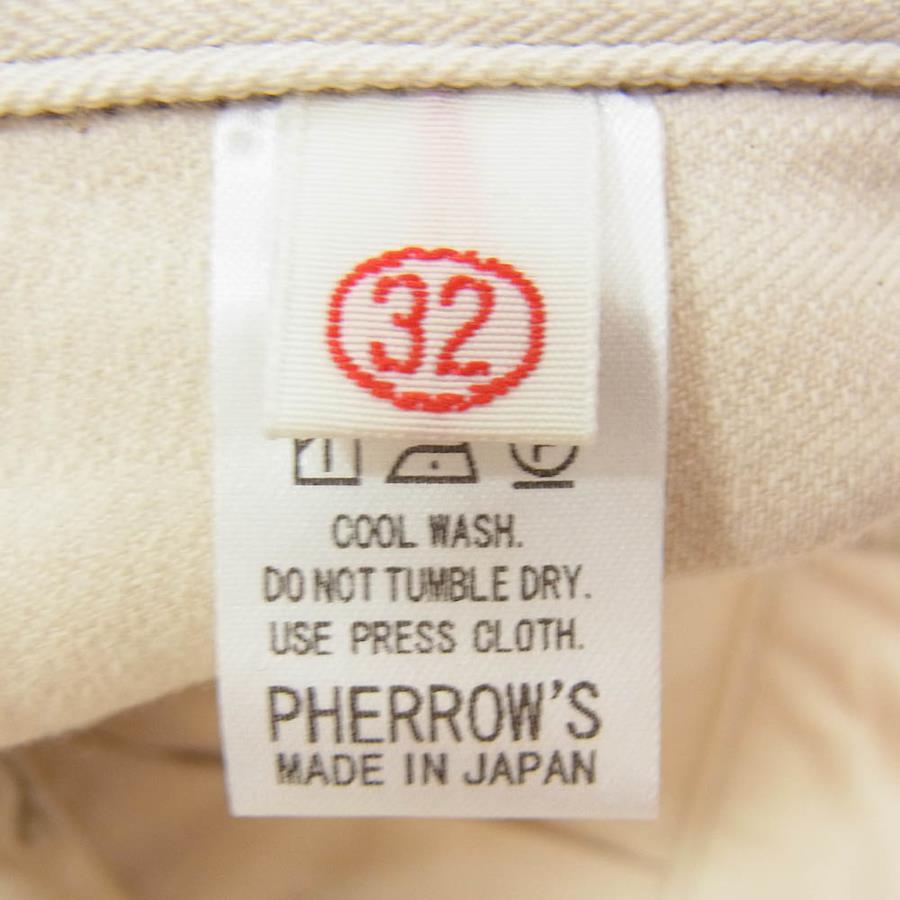 32
COOL WASH.
DO NOT TUMBLE DRY.
USE PRESS CLOTH.
PHERROW'S
MADE IN JAPAN